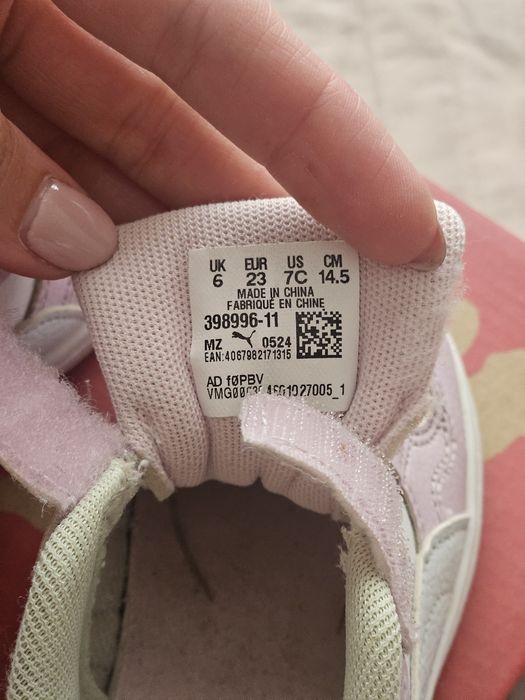 UK EUR US CM
6 23 7C 14.5
MADE IN CHINA
FABRIQUÉ EN CHINE
398996-11
MZ 0524
EAN:4067982171315
AD føPBV